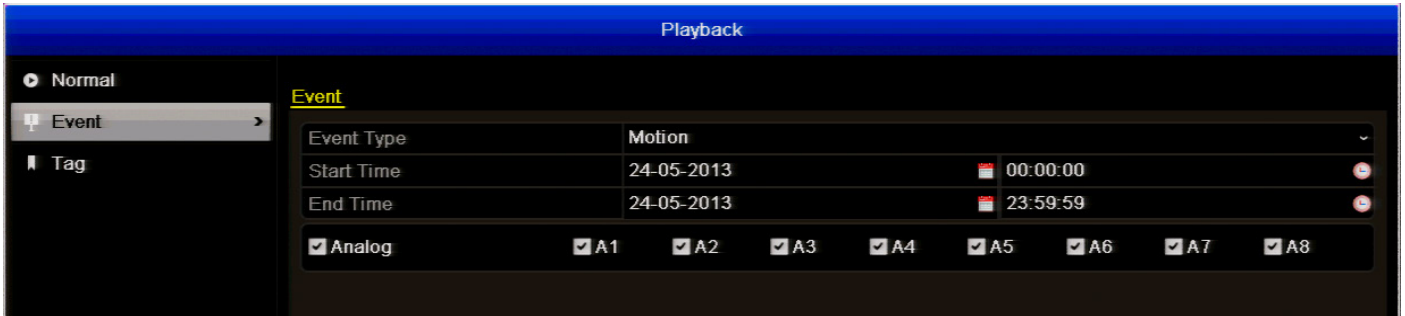 Playback
Normal
Event
Tag
Event
Event Type Motion
Start Time 24-05-2013 00:00:00
End Time 24-05-2013 23:59:59
Analog A1 A2 A3 A4 A5 A6 A7 A8